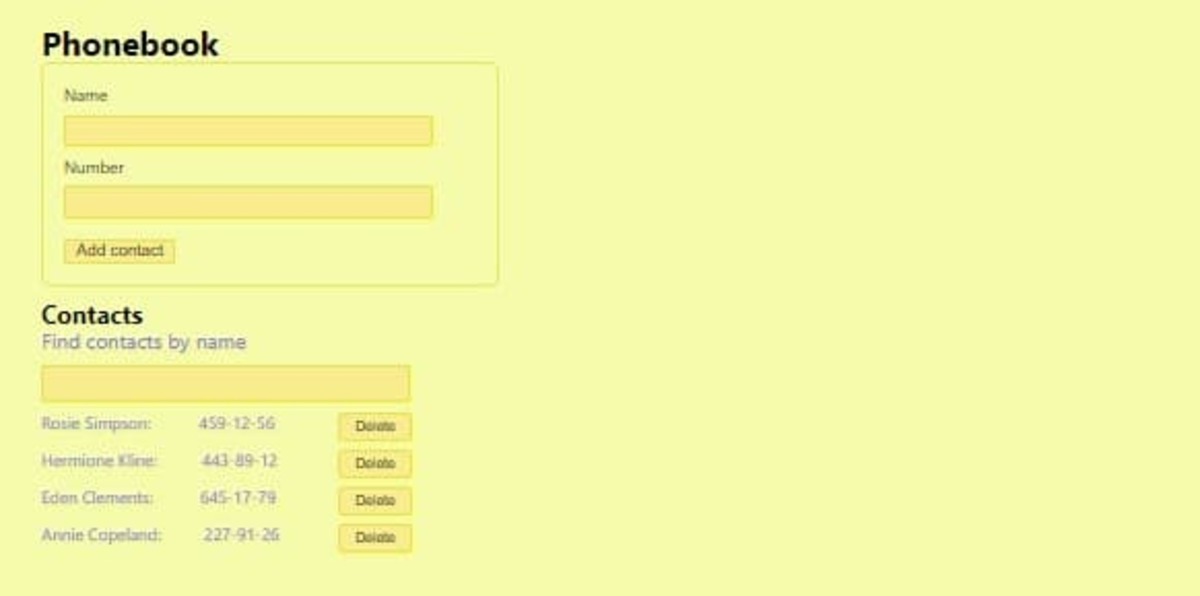 Phonebook
Name
Number
Add contact
Contacts
Find contacts by name
Rosie Simpson: 459-12-56 Delete
Hermione Kline: 443-89-12 Delete
Eden Clements: 645-17-79 Delete
Annie Copeland: 227-91-26 Delete